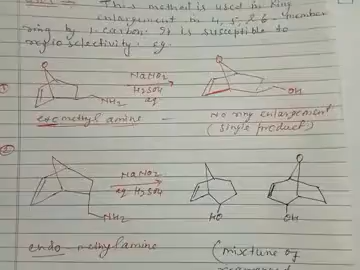 This method is used in ring
enlargement in 4, 5, & 6 - member
ring by 1 carbon. It is susceptible to
regioselectivity. eg.
①
O
NH2
NaNO2
H2SO4
aq
O
OH
exomethyl amine -
No ring enlargement
(single product)
②
NH2
NaNO2
aq H2SO4
HO
O
OH
endo - methylamine
(mixture of